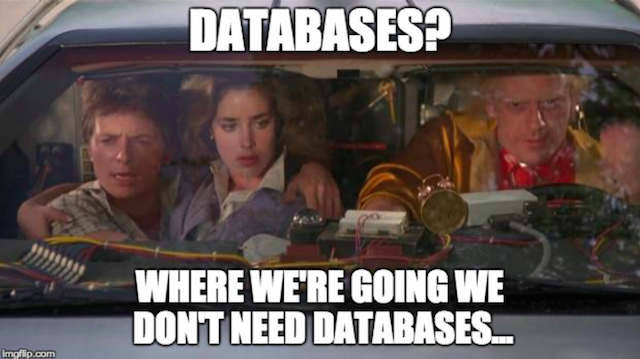 DATABASES?
WHERE WE'RE GOING WE
DON'T NEED DATABASES...
imgflip.com